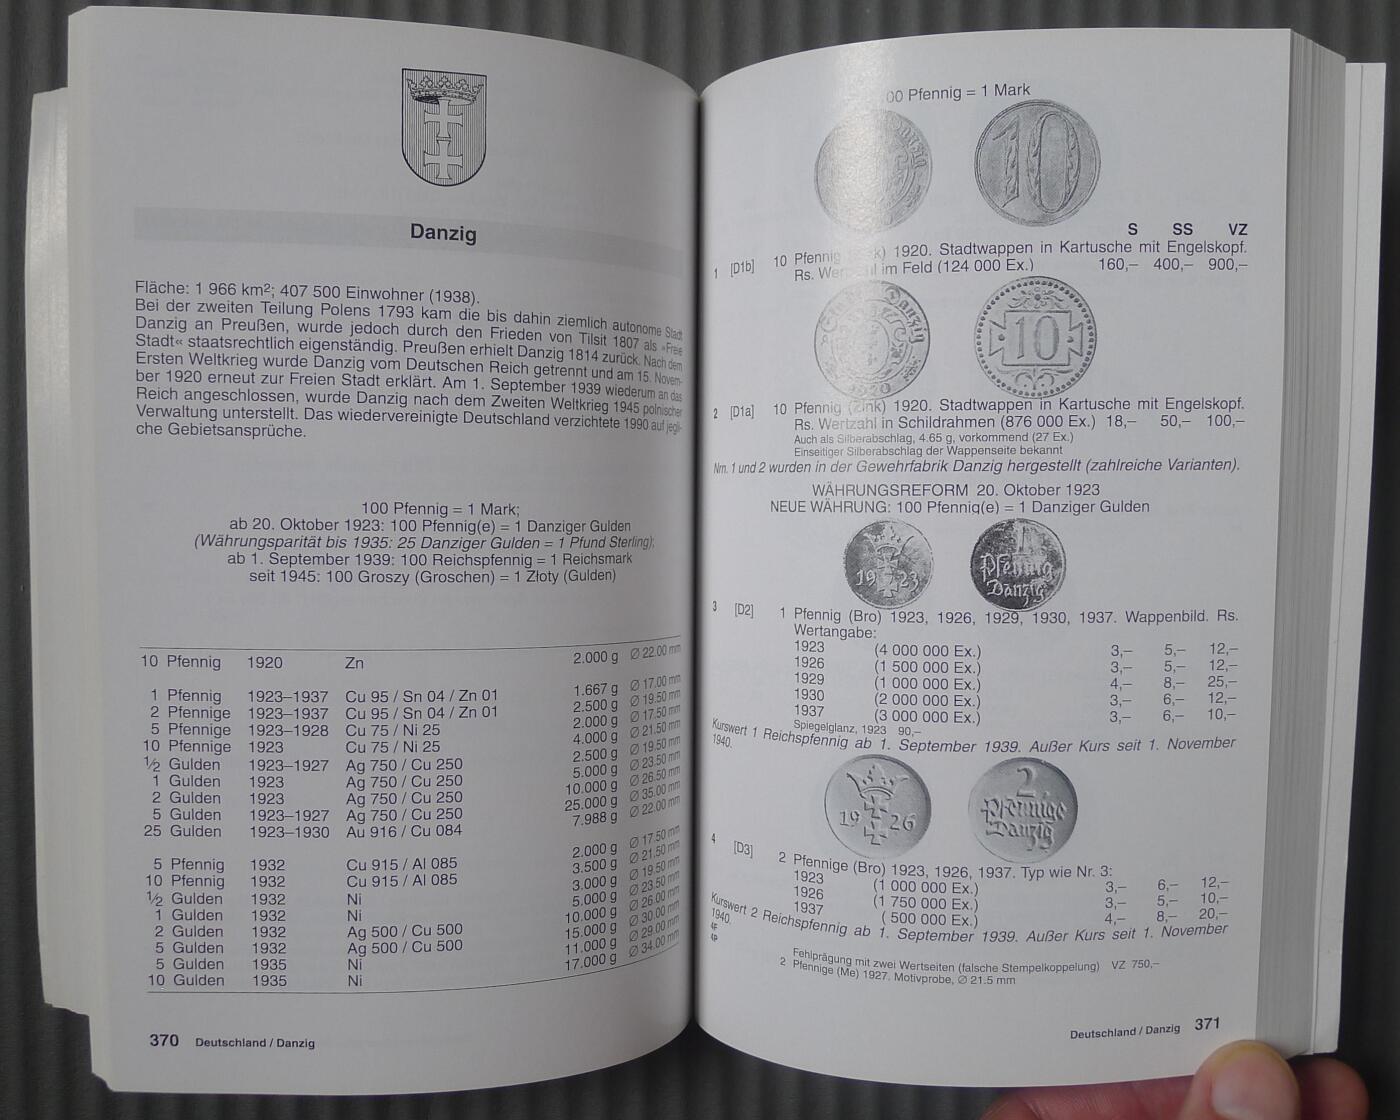 Danzig
Fläche: 1 966 km²; 407 500 Einwohner (1938).
Bei der zweiten Teilung Polens 1793 kam die bis dahin ziemlich autonome Stadt
Danzig an Preußen, wurde jedoch durch den Frieden von Tilsit 1807 als »Freie
Stadt« staatsrechtlich eigenständig. Preußen erhielt Danzig 1814 zurück. Nach dem
Ersten Weltkrieg wurde Danzig vom Deutschen Reich getrennt und am 15. Novem-
ber 1920 erneut zur Freien Stadt erklärt. Am 1. September 1939 wiederum an das
Reich angeschlossen, wurde Danzig nach dem Zweiten Weltkrieg 1945 polnischer
Verwaltung unterstellt. Das wiedervereinigte Deutschland verzichtete 1990 auf jegli-
che Gebietsansprüche.
100 Pfennig = 1 Mark;
ab 20. Oktober 1923: 100 Pfennig(e) = 1 Danziger Gulden
(Währungsparität bis 1935: 25 Danziger Gulden = 1 Pfund Sterling);
ab 1. September 1939: 100 Reichspfennig = 1 Reichsmark
seit 1945: 100 Groszy (Groschen) = 1 Złoty (Gulden)
10 Pfennig 1920 Zn 2.000 g Ø 22.00 mm
1 Pfennig 1923–1937 Cu 95 / Sn 04 / Zn 01 1.667 g Ø 17.00 mm
2 Pfennige 1923–1937 Cu 95 / Sn 04 / Zn 01 2.500 g Ø 19.50 mm
5 Pfennige 1923–1928 Cu 75 / Ni 25 2.000 g Ø 17.50 mm
10 Pfennige 1923 Cu 75 / Ni 25 4.000 g Ø 21.50 mm
½ Gulden 1923–1927 Ag 750 / Cu 250 2.500 g Ø 19.50 mm
1 Gulden 1923 Ag 750 / Cu 250 5.000 g Ø 23.50 mm
2 Gulden 1923 Ag 750 / Cu 250 10.000 g Ø 26.50 mm
5 Gulden 1923–1927 Ag 750 / Cu 250 25.000 g Ø 35.00 mm
25 Gulden 1923–1930 Au 916 / Cu 084 7.988 g Ø 22.00 mm
5 Pfennig 1932 Cu 915 / Al 085 2.000 g Ø 17.50 mm
10 Pfennig 1932 Cu 915 / Al 085 3.500 g Ø 21.50 mm
½ Gulden 1932 Ni 3.000 g Ø 19.50 mm
1 Gulden 1932 Ni 5.000 g Ø 23.50 mm
2 Gulden 1932 Ag 500 / Cu 500 10.000 g Ø 26.00 mm
5 Gulden 1932 Ag 500 / Cu 500 15.000 g Ø 30.00 mm
5 Gulden 1935 Ni 11.000 g Ø 29.00 mm
10 Gulden 1935 Ni 17.000 g Ø 34.00 mm
370 Deutschland / Danzig
00 Pfennig = 1 Mark
10
S SS VZ
1 [D1b] 10 Pfennig 1920. Stadtwappen in Kartusche mit Engelskopf.
Rs. im Feld (124 000 Ex.) 160,– 400,– 900,–
Danzig
10
2 [D1a] 10 Pfennig (Zink) 1920. Stadtwappen in Kartusche mit Engelskopf.
Rs. Wertzahl in Schildrahmen (876 000 Ex.) 18,– 50,– 100,–
Auch als Silberabschlag, 4.65 g, vorkommend (27 Ex.)
Einseitiger Silberabschlag der Wappenseite bekannt
Nrn. 1 und 2 wurden in der Gewehrfabrik Danzig hergestellt (zahlreiche Varianten).
WÄHRUNGSREFORM 20. Oktober 1923
NEUE WÄHRUNG: 100 Pfennig(e) = 1 Danziger Gulden
1923
1
Pfennig
Danzig
3 [D2] 1 Pfennig (Bro) 1923, 1926, 1929, 1930, 1937. Wappenbild. Rs.
Wertangabe:
1923 (4 000 000 Ex.) 3,– 5,– 12,–
1926 (1 500 000 Ex.) 3,– 5,– 12,–
1929 (1 000 000 Ex.) 4,– 8,– 25,–
1930 (2 000 000 Ex.) 3,– 6,– 12,–
1937 (3 000 000 Ex.) 3,– 6,– 10,–
Spiegelglanz, 1923 90,–
Kurswert 1 Reichspfennig ab 1. September 1939. Außer Kurs seit 1. November
1940.
1926
2
Pfennige
Danzig
4 [D3] 2 Pfennige (Bro) 1923, 1926, 1937. Typ wie Nr. 3:
1923 (1 000 000 Ex.) 3,– 6,– 12,–
1926 (1 750 000 Ex.) 3,– 5,– 10,–
1937 ( 500 000 Ex.) 4,– 8,– 20,–
Kurswert 2 Reichspfennig ab 1. September 1939. Außer Kurs seit 1. November
1940.
4F Fehlprägung mit zwei Wertseiten (falsche Stempelkoppelung) VZ 750,–
4P 2 Pfennige (Me) 1927. Motivprobe, Ø 21.5 mm
Deutschland / Danzig 371